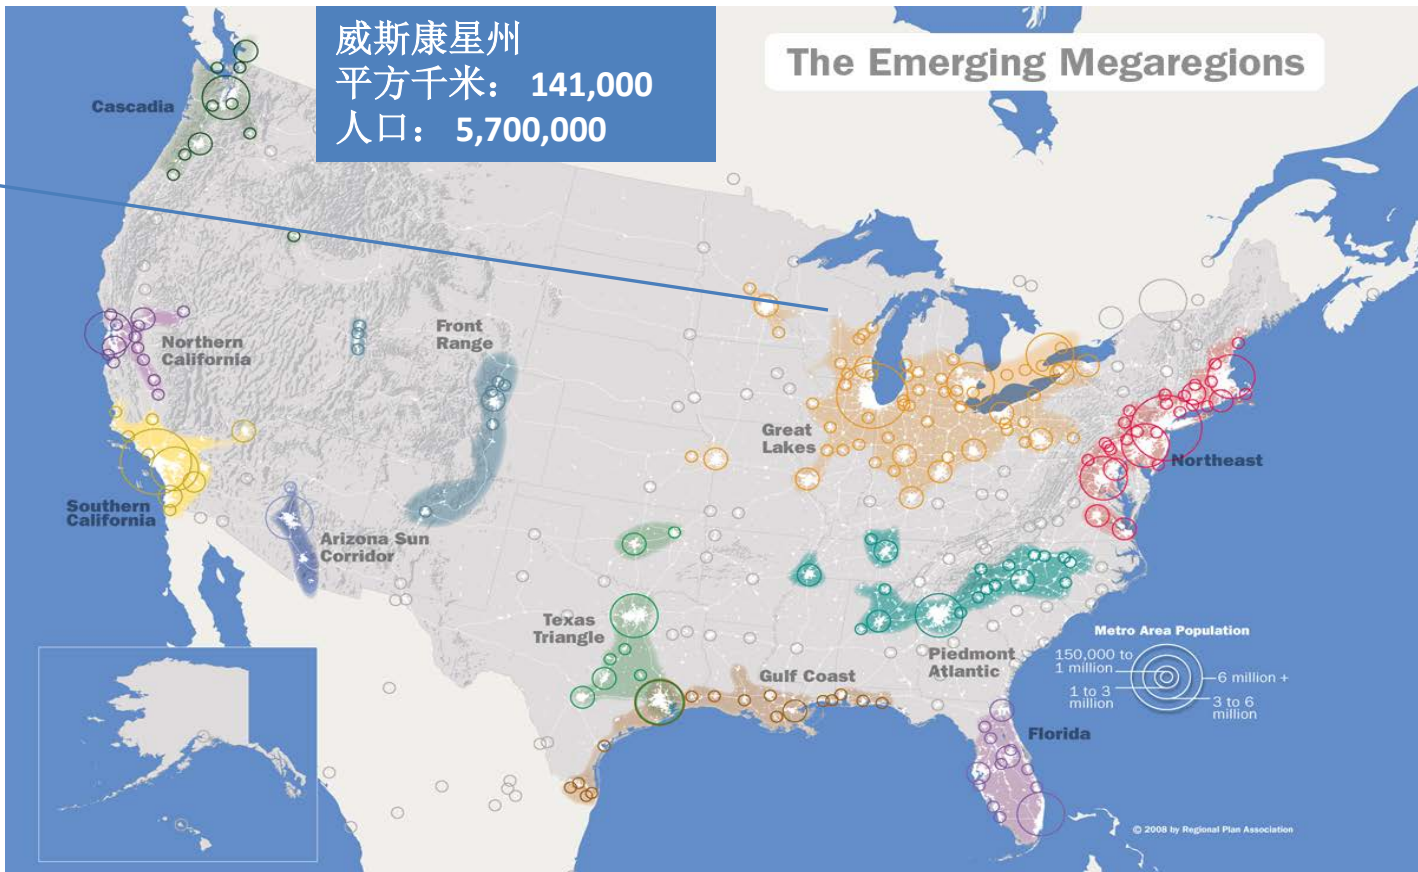 威斯康星州
平方千米： 141,000
人口： 5,700,000
The Emerging Megaregions
Cascadia
Northern
California
Front
Range
Great
Lakes
Northeast
Southern
California
Arizona Sun
Corridor
Texas
Triangle
Piedmont
Atlantic
Gulf Coast
Florida
Metro Area Population
150,000 to
1 million
1 to 3
million
6 million +
3 to 6
million
© 2008 by Regional Plan Association